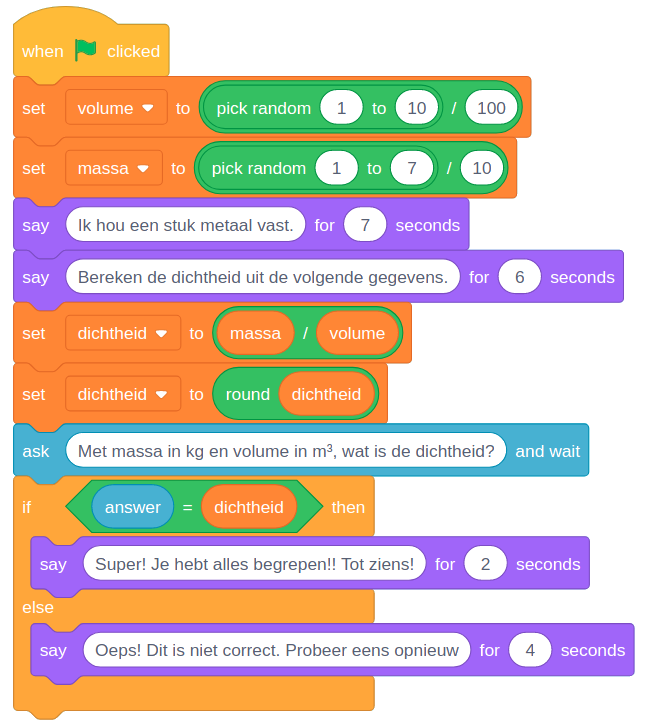 when clicked
set volume to pick random 1 to 10 / 100
set massa to pick random 1 to 7 / 10
say Ik hou een stuk metaal vast. for 7 seconds
say Bereken de dichtheid uit de volgende gegevens. for 6 seconds
set dichtheid to massa / volume
set dichtheid to round dichtheid
ask Met massa in kg en volume in m³, wat is de dichtheid? and wait
if answer = dichtheid then
say Super! Je hebt alles begrepen!! Tot ziens! for 2 seconds
else
say Oeps! Dit is niet correct. Probeer eens opnieuw for 4 seconds